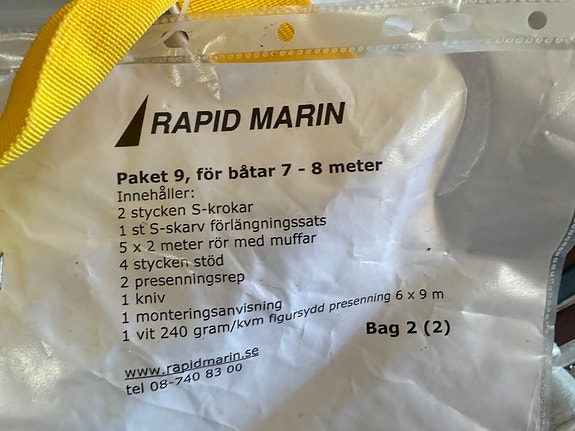 RAPID MARIN
Paket 9, för båtar 7 - 8 meter
Innehåller:
2 stycken S-krokar
1 st S-skarv förlängningssats
5 x 2 meter rör med muffar
4 stycken stöd
2 presenningsrep
1 kniv
1 monteringsanvisning
1 vit 240 gram/kvm figursydd presenning 6 x 9 m
Bag 2 (2)
www.rapidmarin.se
tel 08-740 83 00